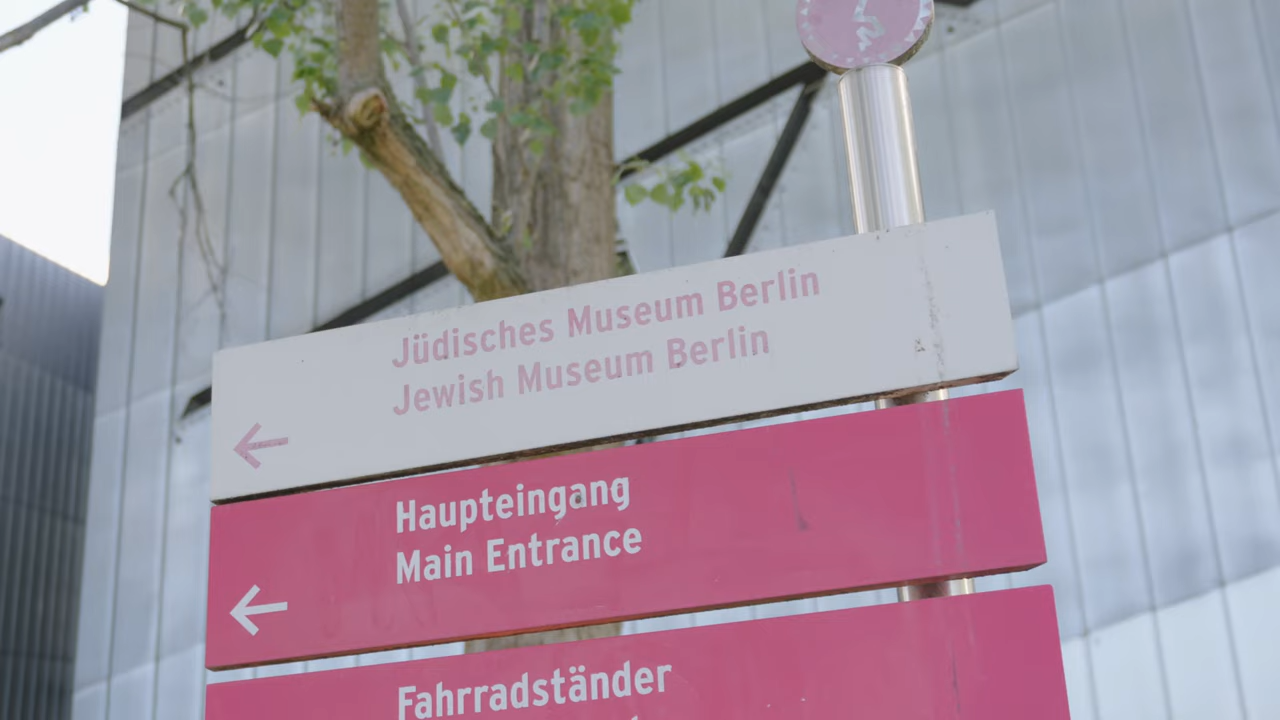 Jüdisches Museum Berlin
Jewish Museum Berlin
Haupteingang
Main Entrance
Fahrradständer